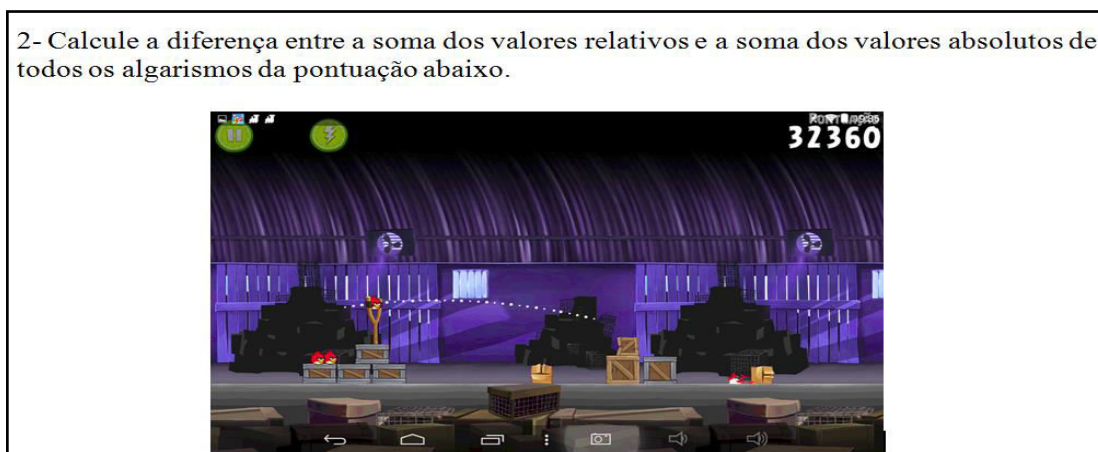 2- Calcule a diferença entre a soma dos valores relativos e a soma dos valores absolutos de
todos os algarismos da pontuação abaixo.
32360